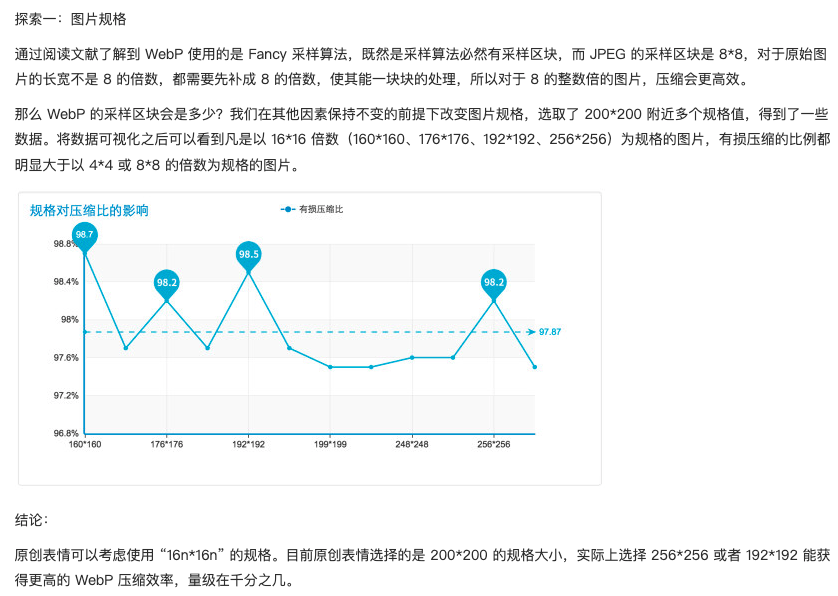 探索一：图片规格
通过阅读文献了解到 WebP 使用的是 Fancy 采样算法，既然是采样算法必然有采样区块，而 JPEG 的采样区块是 8*8，对于原始图
片的长宽不是 8 的倍数，都需要先补成 8 的倍数，使其能一块块的处理，所以对于 8 的整数倍的图片，压缩会更高效。
那么 WebP 的采样区块会是多少？我们在其他因素保持不变的前提下改变图片规格，选取了 200*200 附近多个规格值，得到了一些
数据。将数据可视化之后可以看到凡是以 16*16 倍数（160*160、176*176、192*192、256*256）为规格的图片，有损压缩的比例都
明显大于以 4*4 或 8*8 的倍数为规格的图片。
规格对压缩比的影响
有损压缩比
98.7
98.8%
98.5
98.2
98.2
98.4%
98%
97.87
97.6%
97.2%
96.8%
160*160 176*176 192*192 199*199 248*248 256*256
结论：
原创表情可以考虑使用 “16n*16n” 的规格。目前原创表情选择的是 200*200 的规格大小，实际上选择 256*256 或者 192*192 能获
得更高的 WebP 压缩效率，量级在千分之几。